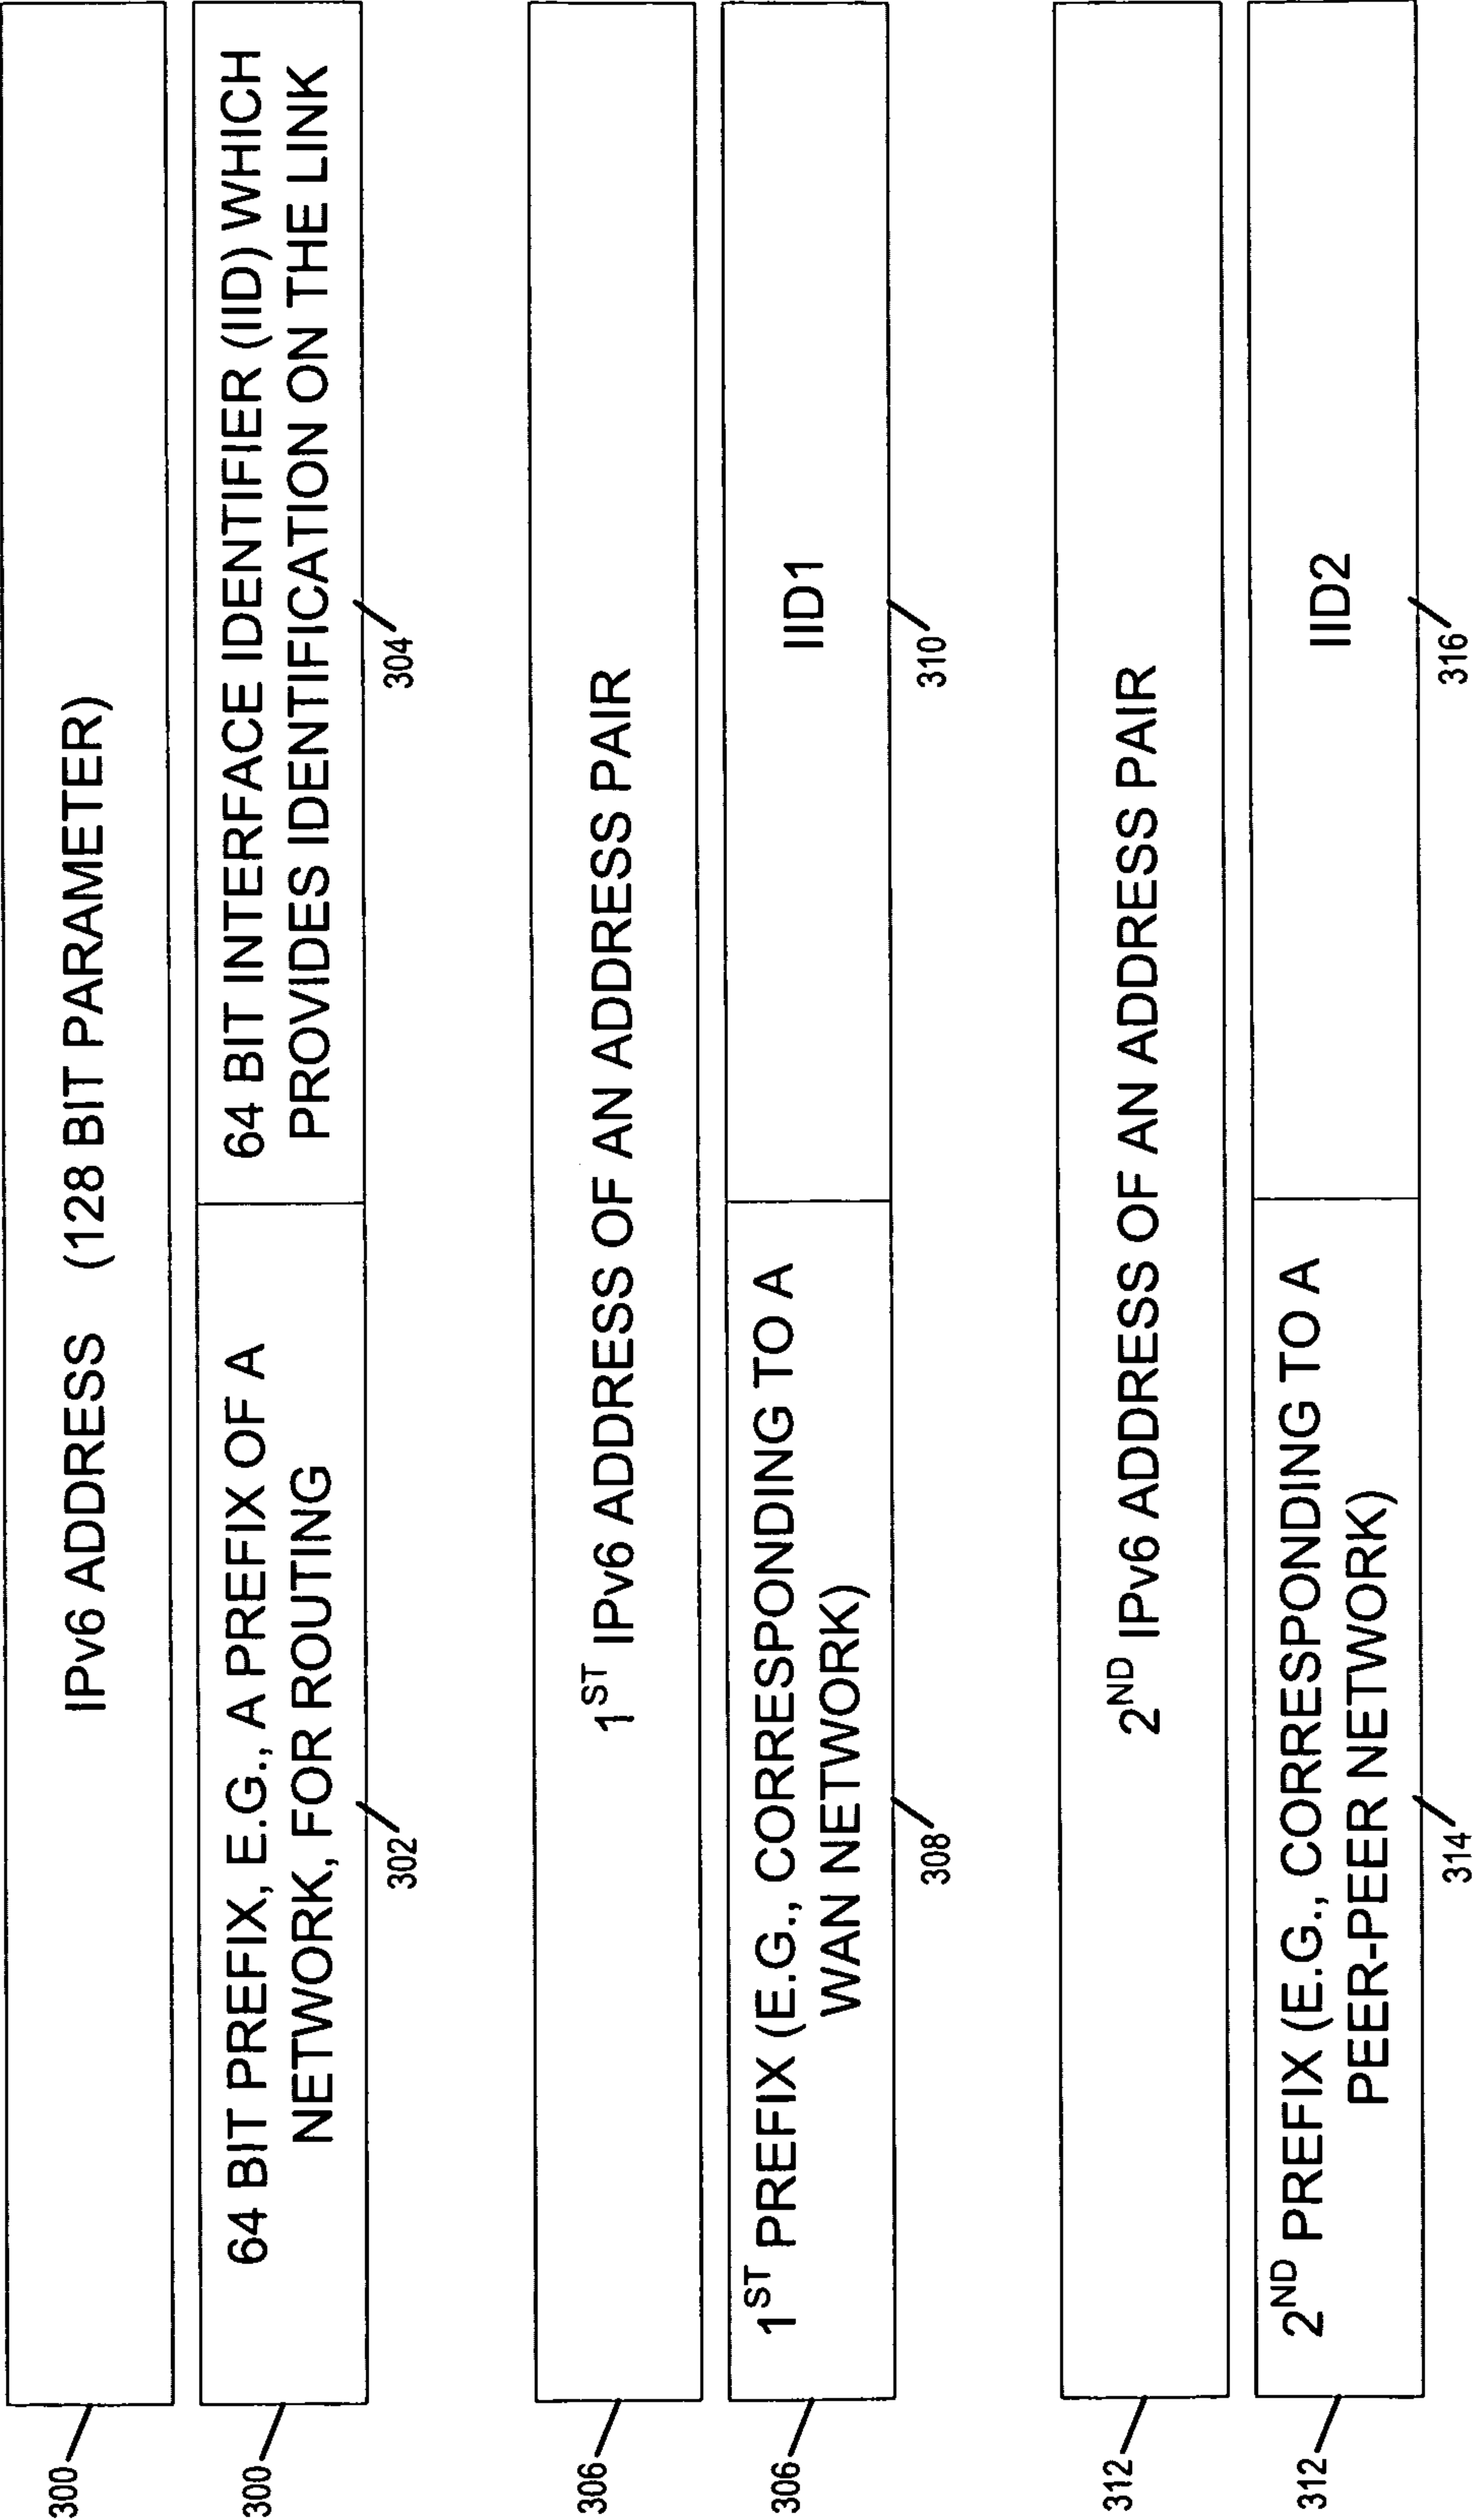 300
IPv6 ADDRESS (128 BIT PARAMETER)
300
64 BIT PREFIX, E.G., A PREFIX OF A
NETWORK, FOR ROUTING
302
64 BIT INTERFACE IDENTIFIER (IID) WHICH
PROVIDES IDENTIFICATION ON THE LINK
304
306
1ST IPv6 ADDRESS OF AN ADDRESS PAIR
306
1ST PREFIX (E.G., CORRESPONDING TO A
WAN NETWORK)
308
IID1
310
312
2ND IPv6 ADDRESS OF AN ADDRESS PAIR
312
2ND PREFIX (E.G., CORRESPONDING TO A
PEER-PEER NETWORK)
314
IID2
316